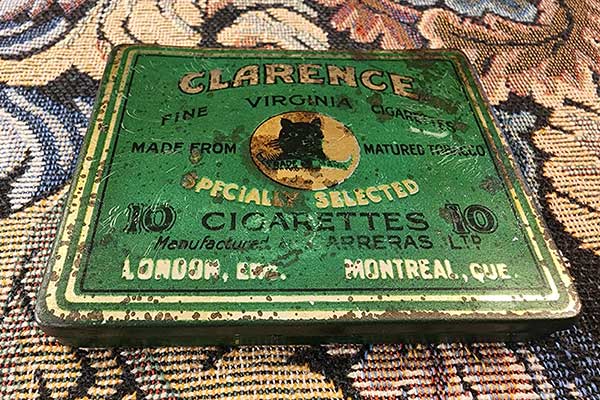 CLARENCE
FINE VIRGINIA CIGARETTES
MADE FROM MATURED TOBACCO
SPECIALLY SELECTED
10 CIGARETTES 10
Manufactured CARRERAS LTD
LONDON, ENG. MONTREAL, QUE.